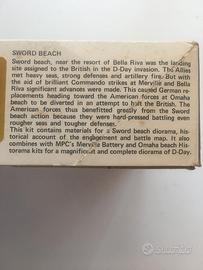 SWORD BEACH
Sword beach, near the resort of Bella Riva was the landing
area assigned to the British in the D-Day invasion. The Allies
met heavy seas, strong defenses and artillery fire. But with
the aid of brilliant Commando strikes at Merville and Bella
Riva significant advances were made. This caused German re-
placements heading toward the American forces at Omaha
beach to be diverted in an attempt to halt the British. The
American forces thus benefitted greatly from the Sword
beach action because they were hard-pressed battling even
rougher seas and tougher defenses.
This kit contains materials for a Sword beach diorama, his-
torical account of the engagement and battle map. It also
combines with MPC's Merville Battery and Omaha beach His-
torama kits for a magnificent and complete diorama of D-Day.
subito